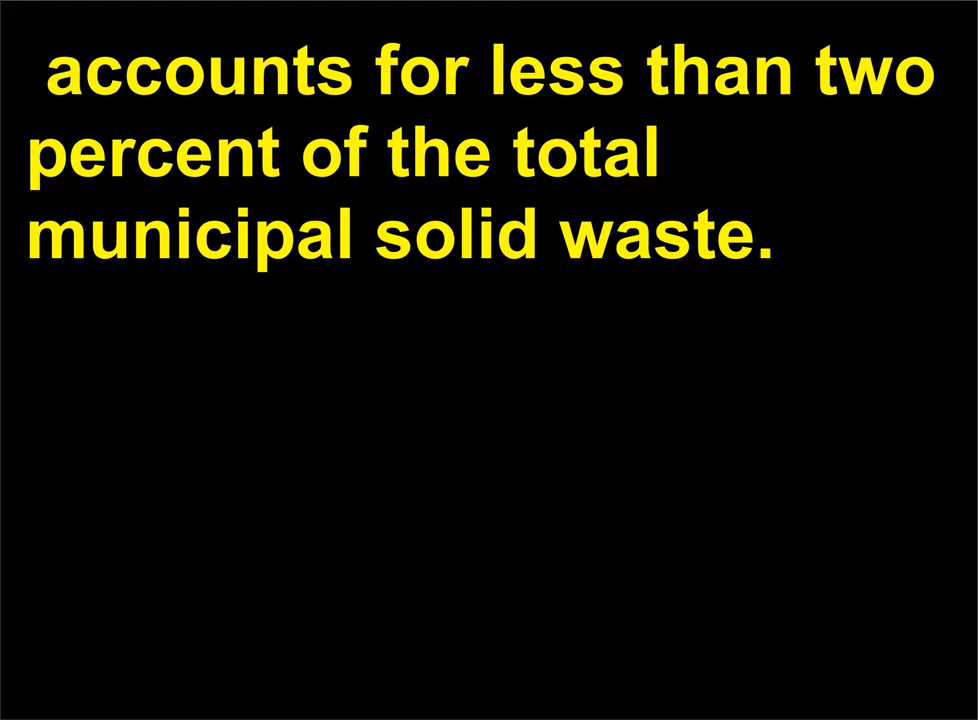 accounts for less than two
percent of the total
municipal solid waste.